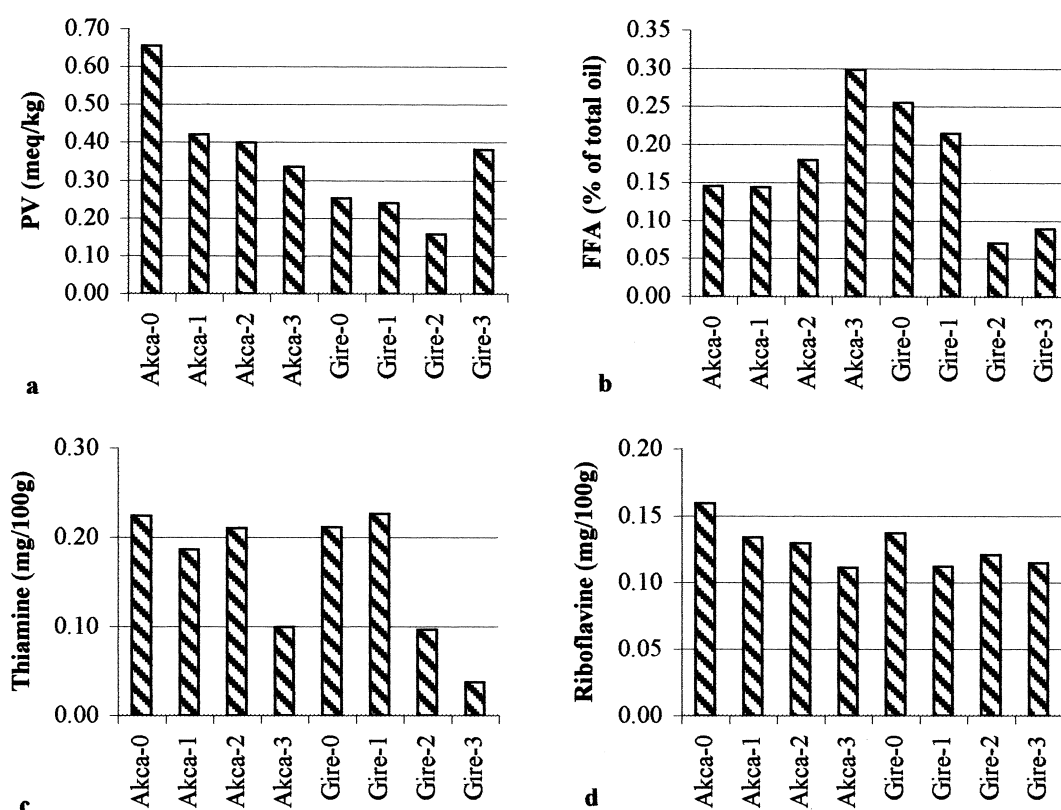 PV (meq/kg)
0.70
0.60
0.50
0.40
0.30
0.20
0.10
0.00
Akca-0
Akca-1
Akca-2
Akca-3
Gire-0
Gire-1
Gire-2
Gire-3
a
FFA (% of total oil)
0.35
0.30
0.25
0.20
0.15
0.10
0.05
0.00
Akca-0
Akca-1
Akca-2
Akca-3
Gire-0
Gire-1
Gire-2
Gire-3
b
Thiamine (mg/100g)
0.30
0.20
0.10
0.00
Akca-0
Akca-1
Akca-2
Akca-3
Gire-0
Gire-1
Gire-2
Gire-3
c
Riboflavine (mg/100g)
0.20
0.15
0.10
0.05
0.00
Akca-0
Akca-1
Akca-2
Akca-3
Gire-0
Gire-1
Gire-2
Gire-3
d